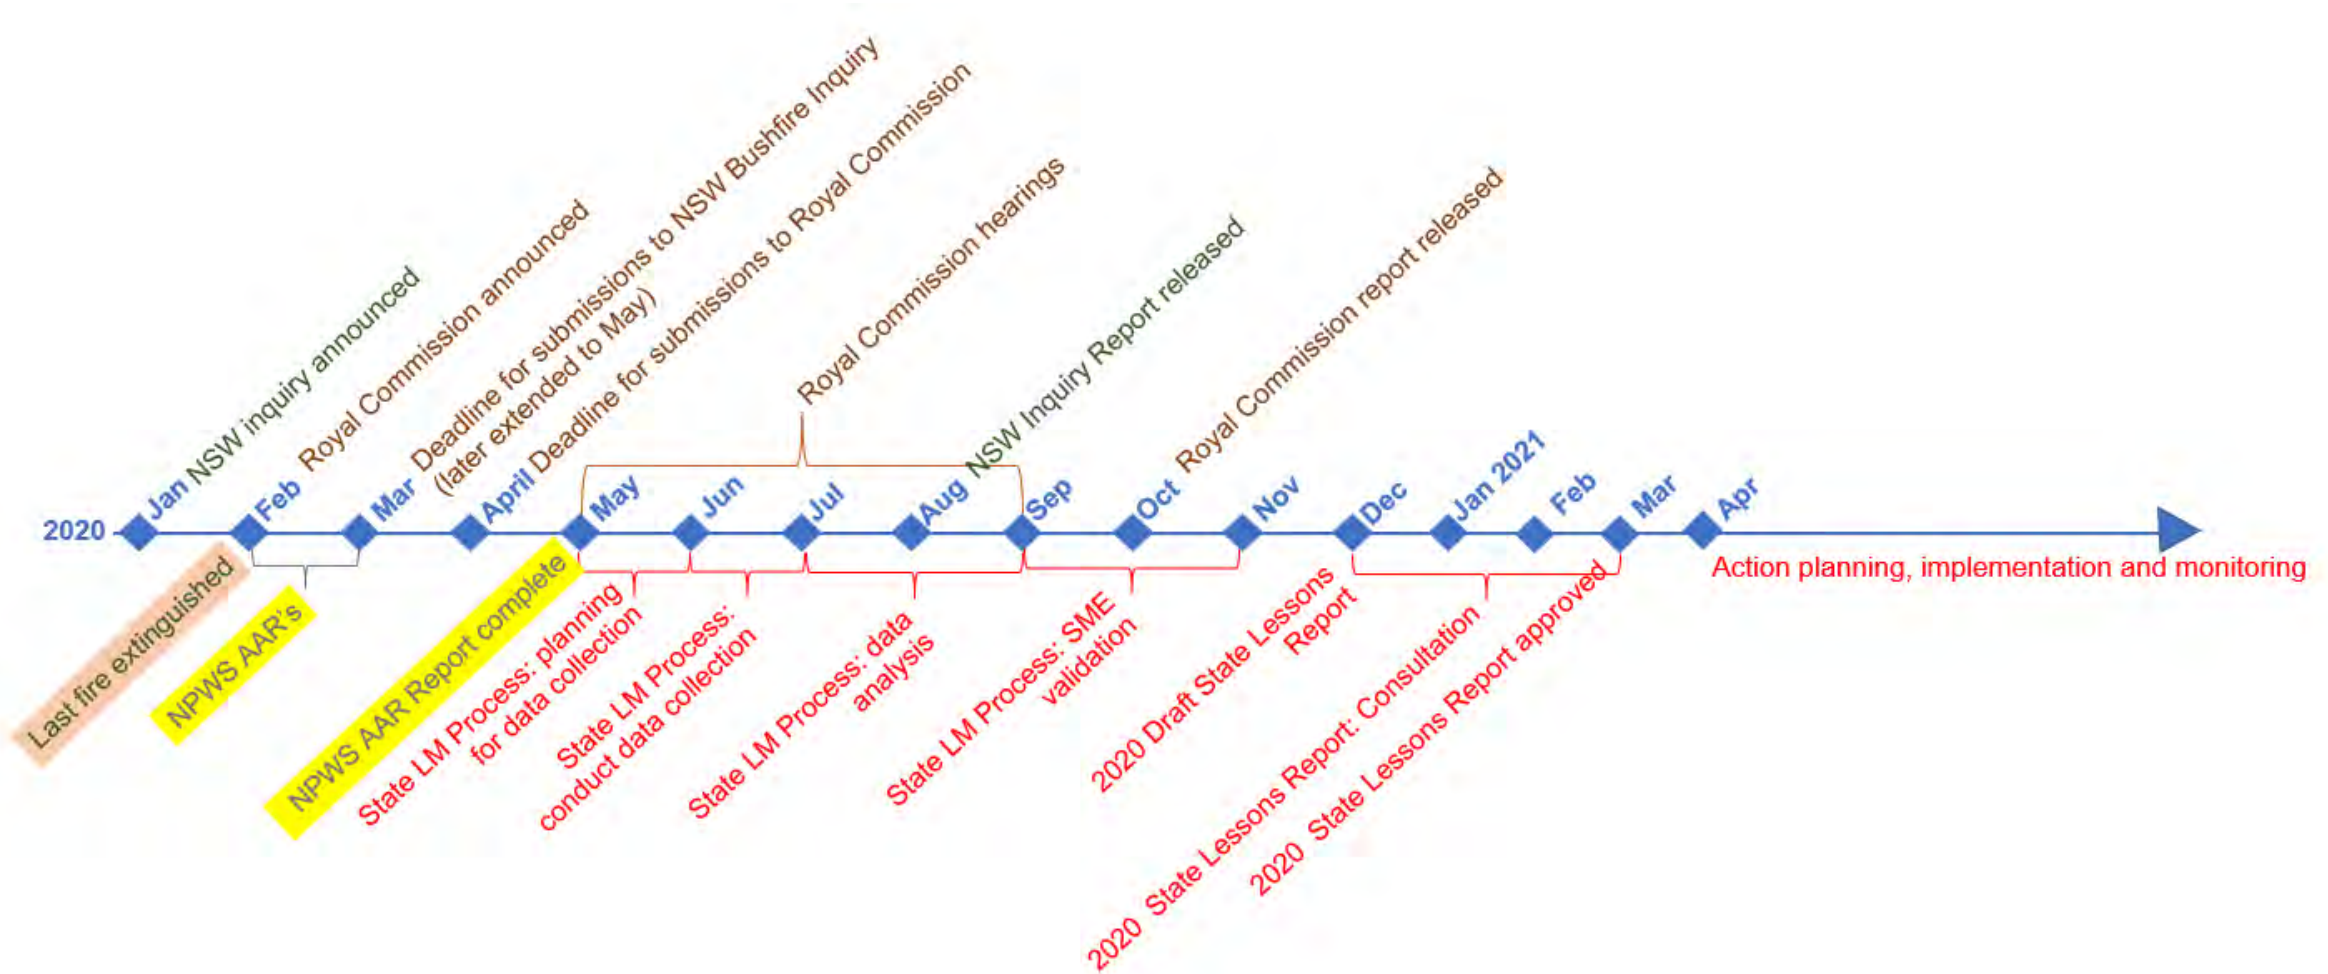 NSW inquiry announced
Royal Commission announced
Deadline for submissions to NSW Bushfire Inquiry
(later extended to May)
Deadline for submissions to Royal Commission
Royal Commission hearings
NSW Inquiry Report released
Royal Commission report released
2020
Jan
Feb
Mar
April
May
Jun
Jul
Aug
Sep
Oct
Nov
Dec
Jan 2021
Feb
Mar
Apr
Last fire extinguished
NPWS AAR's
NPWS AAR Report complete
State LM Process: planning
for data collection
State LM Process:
conduct data collection
State LM Process: data
analysis
State LM Process: SME
validation
2020 Draft State Lessons
Report
2020 State Lessons Report: Consultation
2020 State Lessons Report approved
Action planning, implementation and monitoring